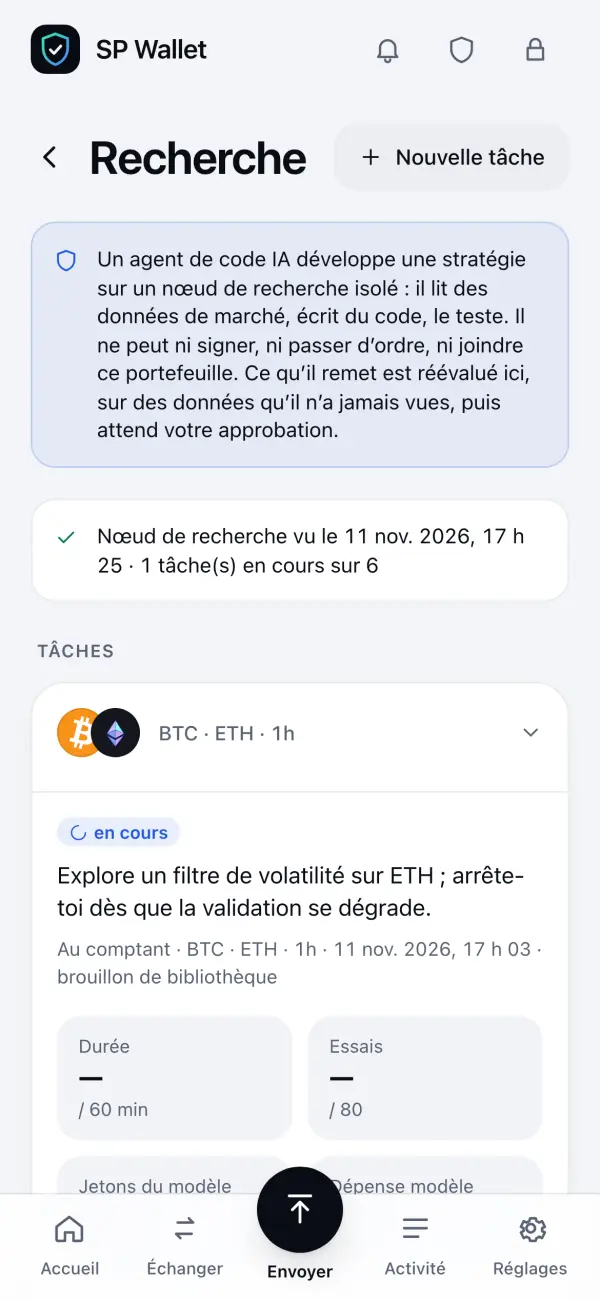 SP Wallet
Recherche
+ Nouvelle tâche
Un agent de code IA développe une stratégie
sur un nœud de recherche isolé : il lit des
données de marché, écrit du code, le teste. Il
ne peut ni signer, ni passer d’ordre, ni joindre
ce portefeuille. Ce qu’il remet est réévalué ici,
sur des données qu’il n’a jamais vues, puis
attend votre approbation.
Nœud de recherche vu le 11 nov. 2026, 17 h
25 · 1 tâche(s) en cours sur 6
TÂCHES
BTC · ETH · 1h
en cours
Explore un filtre de volatilité sur ETH ; arrête-
toi dès que la validation se dégrade.
Au comptant · BTC · ETH · 1h · 11 nov. 2026, 17 h 03 ·
brouillon de bibliothèque
Durée
—
/ 60 min
Essais
—
/ 80
Jetons du modèle
Dépense modèle
Accueil
Échanger
Envoyer
Activité
Réglages